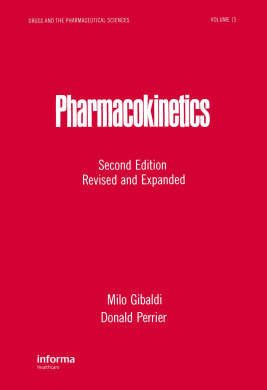 DRUGS AND THE PHARMACEUTICAL SCIENCES VOLUME 15
Pharmacokinetics
Second Edition
Revised and Expanded
Milo Gibaldi
Donald Perrier
informa
healthcare